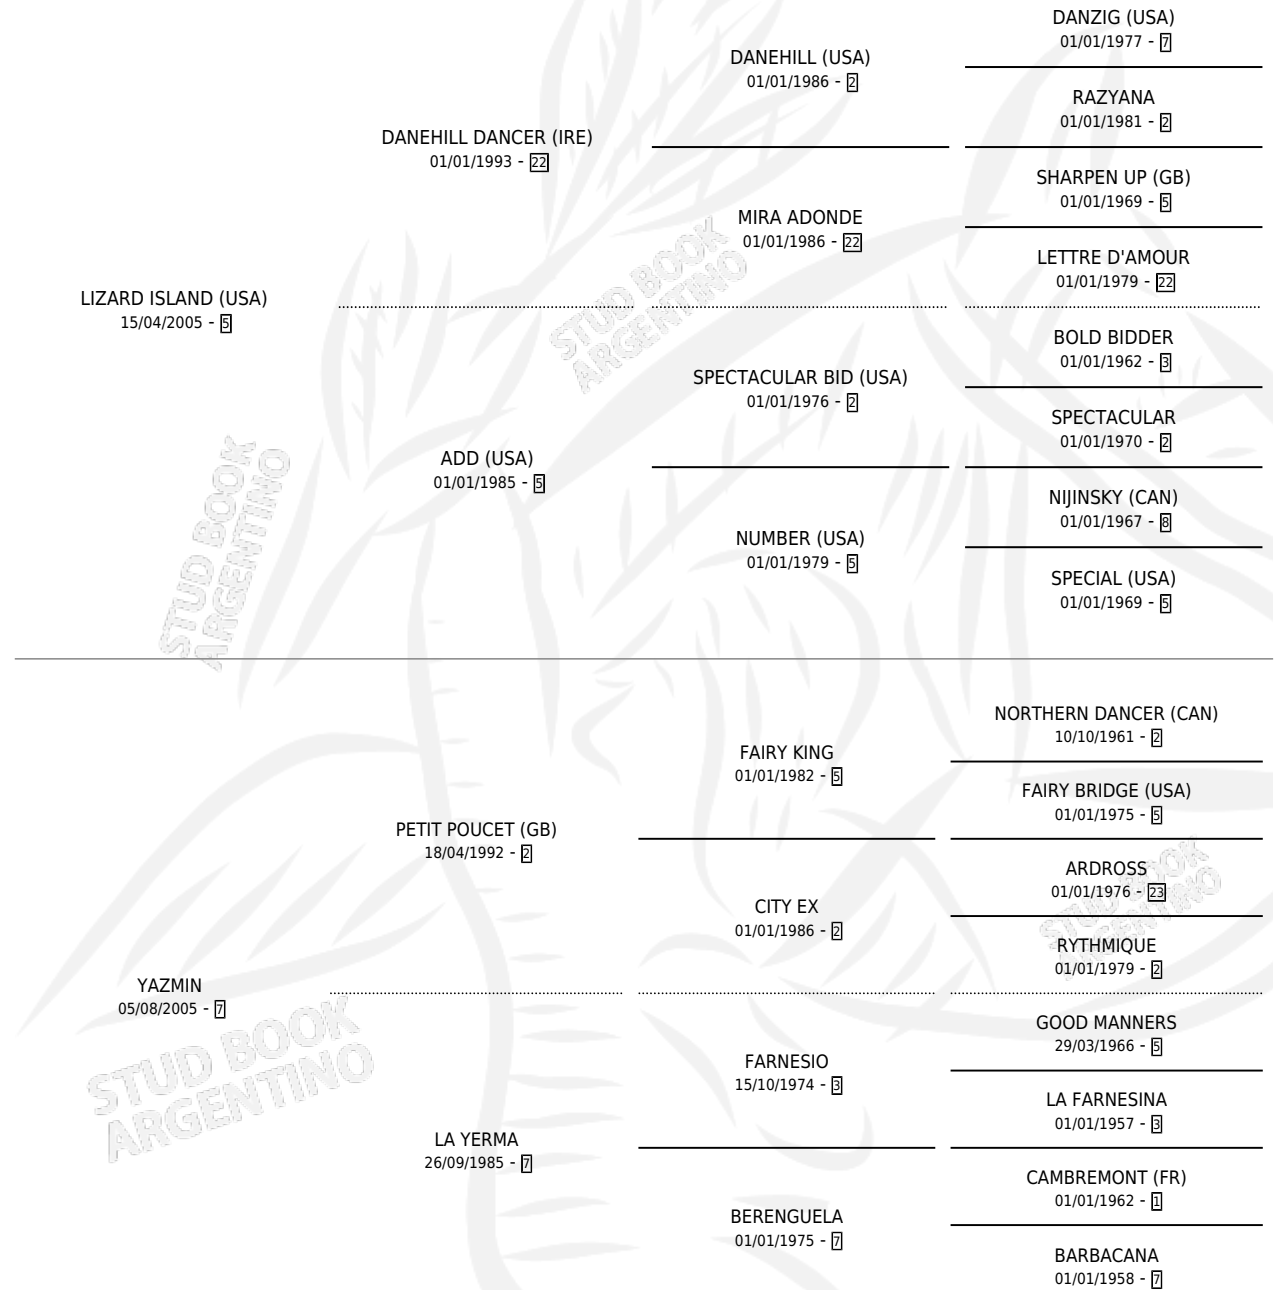 DANZIG (USA)
01/01/1977 - 7
DANEHILL (USA)
01/01/1986 - 2
RAZYANA
01/01/1981 - 2
DANEHILL DANCER (IRE)
01/01/1993 - 22
SHARPEN UP (GB)
01/01/1969 - 5
MIRA ADONDE
01/01/1986 - 22
LETTRE D'AMOUR
01/01/1979 - 22
LIZARD ISLAND (USA)
15/04/2005 - 5
BOLD BIDDER
01/01/1962 - 3
SPECTACULAR BID (USA)
01/01/1976 - 2
SPECTACULAR
01/01/1970 - 2
ADD (USA)
01/01/1985 - 5
NIJINSKY (CAN)
01/01/1967 - 8
NUMBER (USA)
01/01/1979 - 5
SPECIAL (USA)
01/01/1969 - 5
NORTHERN DANCER (CAN)
10/10/1961 - 2
FAIRY KING
01/01/1982 - 5
FAIRY BRIDGE (USA)
01/01/1975 - 5
PETIT POUCET (GB)
18/04/1992 - 2
ARDROSS
01/01/1976 - 23
CITY EX
01/01/1986 - 2
RYTHMIQUE
01/01/1979 - 2
YAZMIN
05/08/2005 - 7
GOOD MANNERS
29/03/1966 - 5
FARNESIO
15/10/1974 - 3
LA FARNESINA
01/01/1957 - 3
LA YERMA
26/09/1985 - 7
CAMBREMONT (FR)
01/01/1962 - 1
BERENGUELA
01/01/1975 - 7
BARBACANA
01/01/1958 - 7
STUD BOOK
ARGENTINO
STUD BOOK
ARGENTINO
STUD BOOK
ARGENTINO
STUD BOOK
ARGENTINO